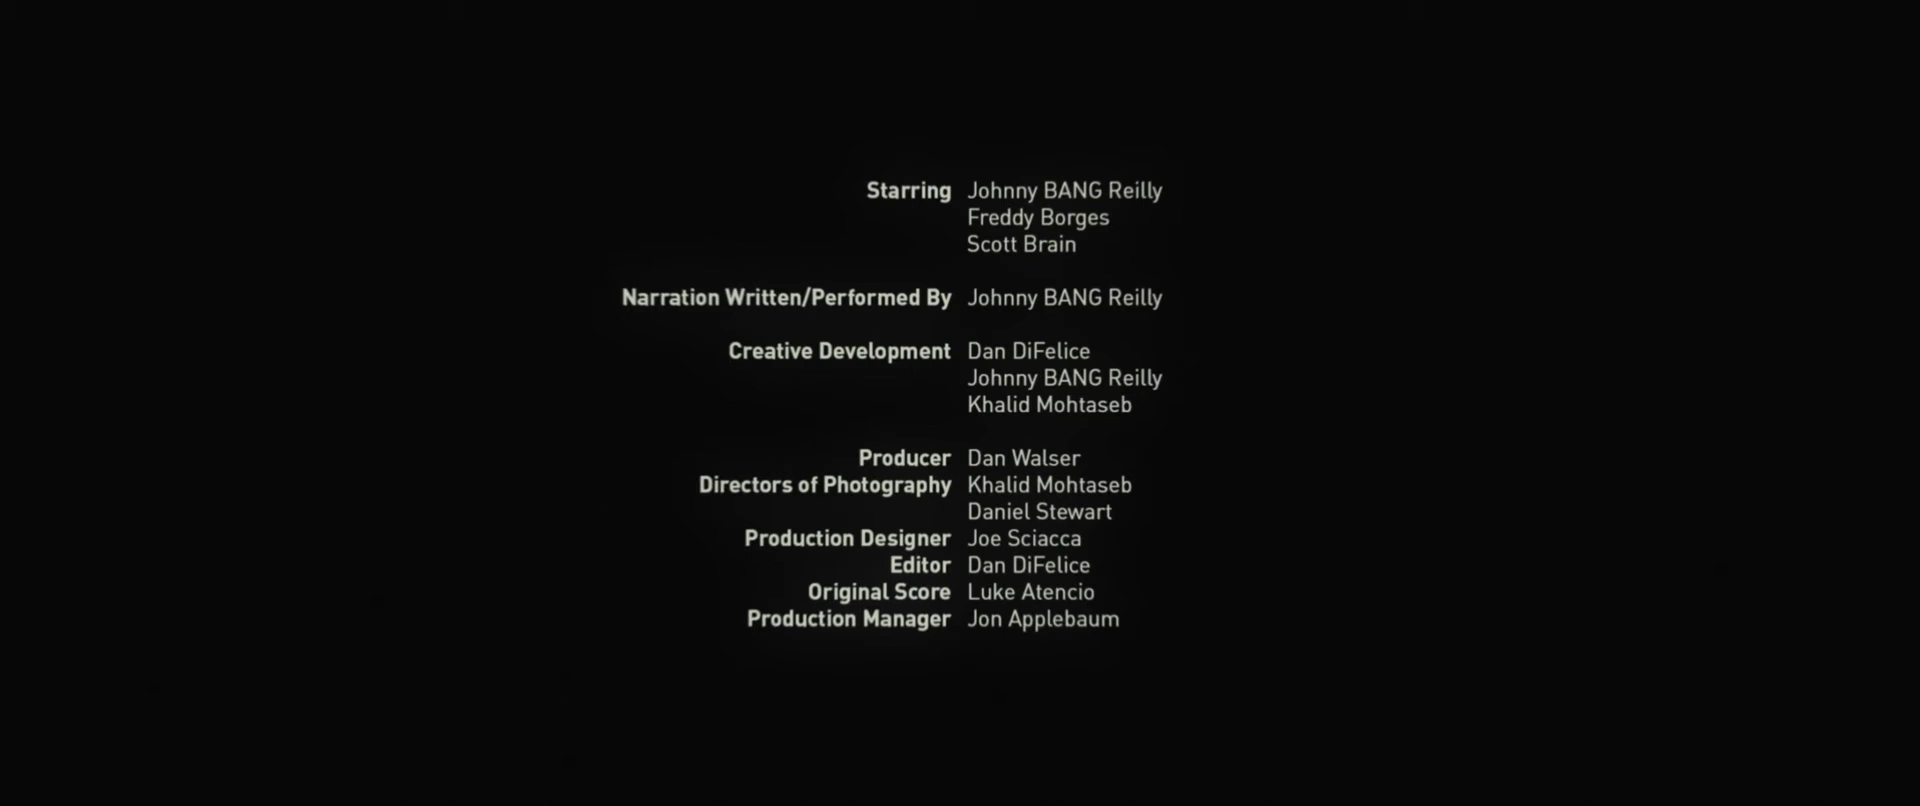 Starring Johnny BANG Reilly
Freddy Borges
Scott Brain
Narration Written/Performed By Johnny BANG Reilly
Creative Development Dan DiFelice
Johnny BANG Reilly
Khalid Mohtaseb
Producer Dan Walser
Directors of Photography Khalid Mohtaseb
Daniel Stewart
Production Designer Joe Sciacca
Editor Dan DiFelice
Original Score Luke Atencio
Production Manager Jon Applebaum